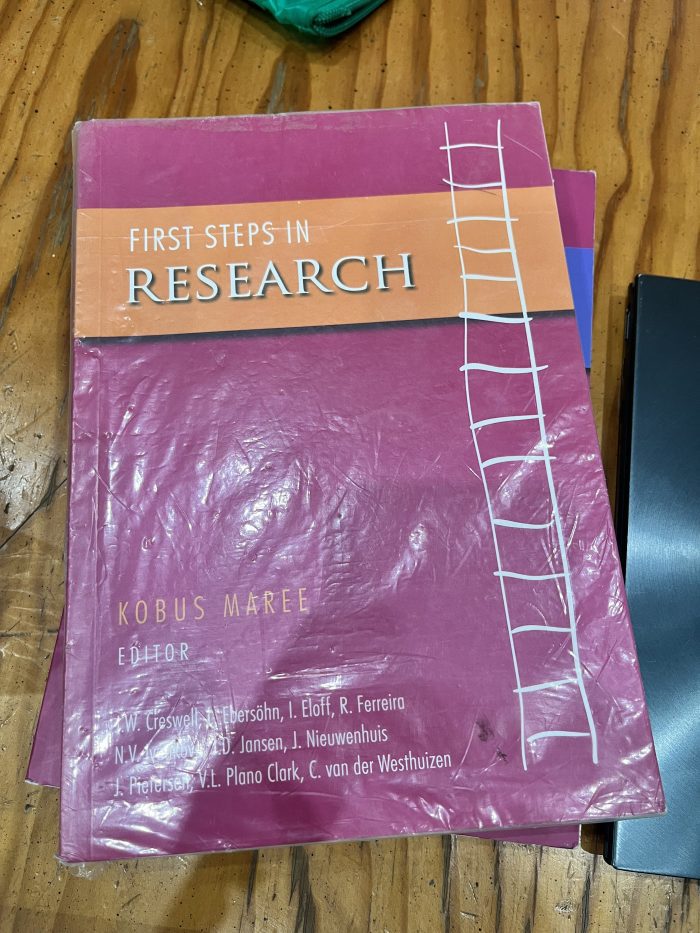 FIRST STEPS IN
RESEARCH
KOBUS MAREE
EDITOR
J.W. Creswell, L. Ebersöhn, I. Eloff, R. Ferreira
N.V. J.D. Jansen, J. Nieuwenhuis
J. Pietersen, V.L. Plano Clark, C. van der Westhuizen